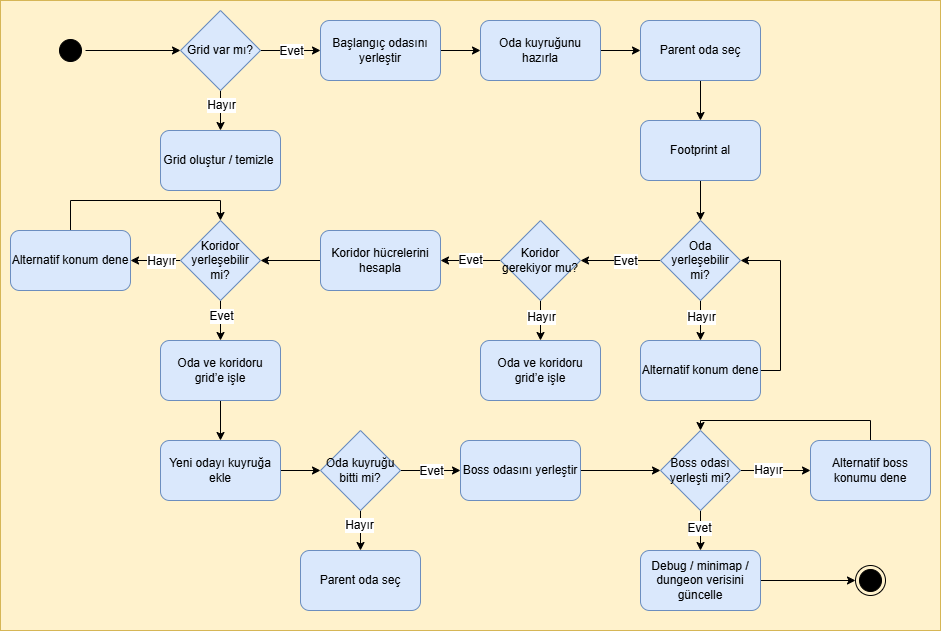 Grid var mı?
Evet
Başlangıç odasını
yerleştir
Oda kuyruğunu
hazırla
Parent oda seç
Hayır
Grid oluştur / temizle
Footprint al
Oda
yerleşebilir
mi?
Evet
Hayır
Alternatif konum dene
Koridor
gerekiyor mu?
Evet
Hayır
Oda ve koridoru
grid'e işle
Koridor hücrelerini
hesapla
Koridor
yerleşebilir
mi?
Hayır
Alternatif konum dene
Evet
Oda ve koridoru
grid'e işle
Yeni odayı kuyruğa
ekle
Oda kuyruğu
bitti mi?
Evet
Hayır
Parent oda seç
Boss odasını yerleştir
Boss odası
yerleşti mi?
Hayır
Alternatif boss
konumu dene
Evet
Debug / minimap /
dungeon verisini
güncelle